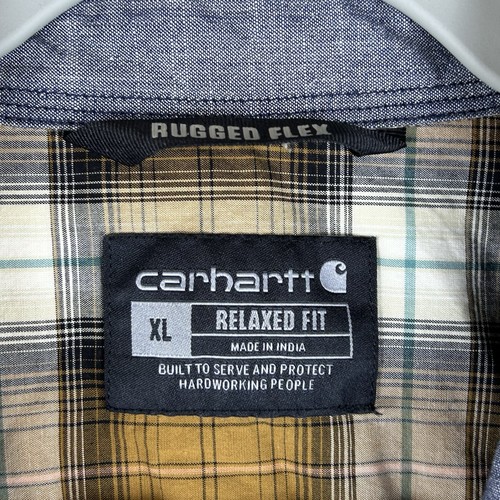 RUGGED FLEX
carhartt
XL
RELAXED FIT
MADE IN INDIA
BUILT TO SERVE AND PROTECT
HARDWORKING PEOPLE